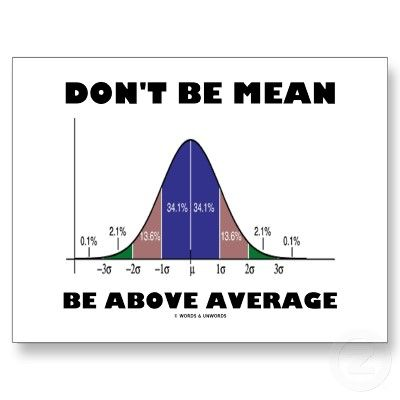 DON'T BE MEAN
34.1% 34.1%
0.1% 2.1% 13.6% 13.6% 2.1% 0.1%
-3σ -2σ -1σ μ 1σ 2σ 3σ
BE ABOVE AVERAGE
© WORDS & UNWORDS